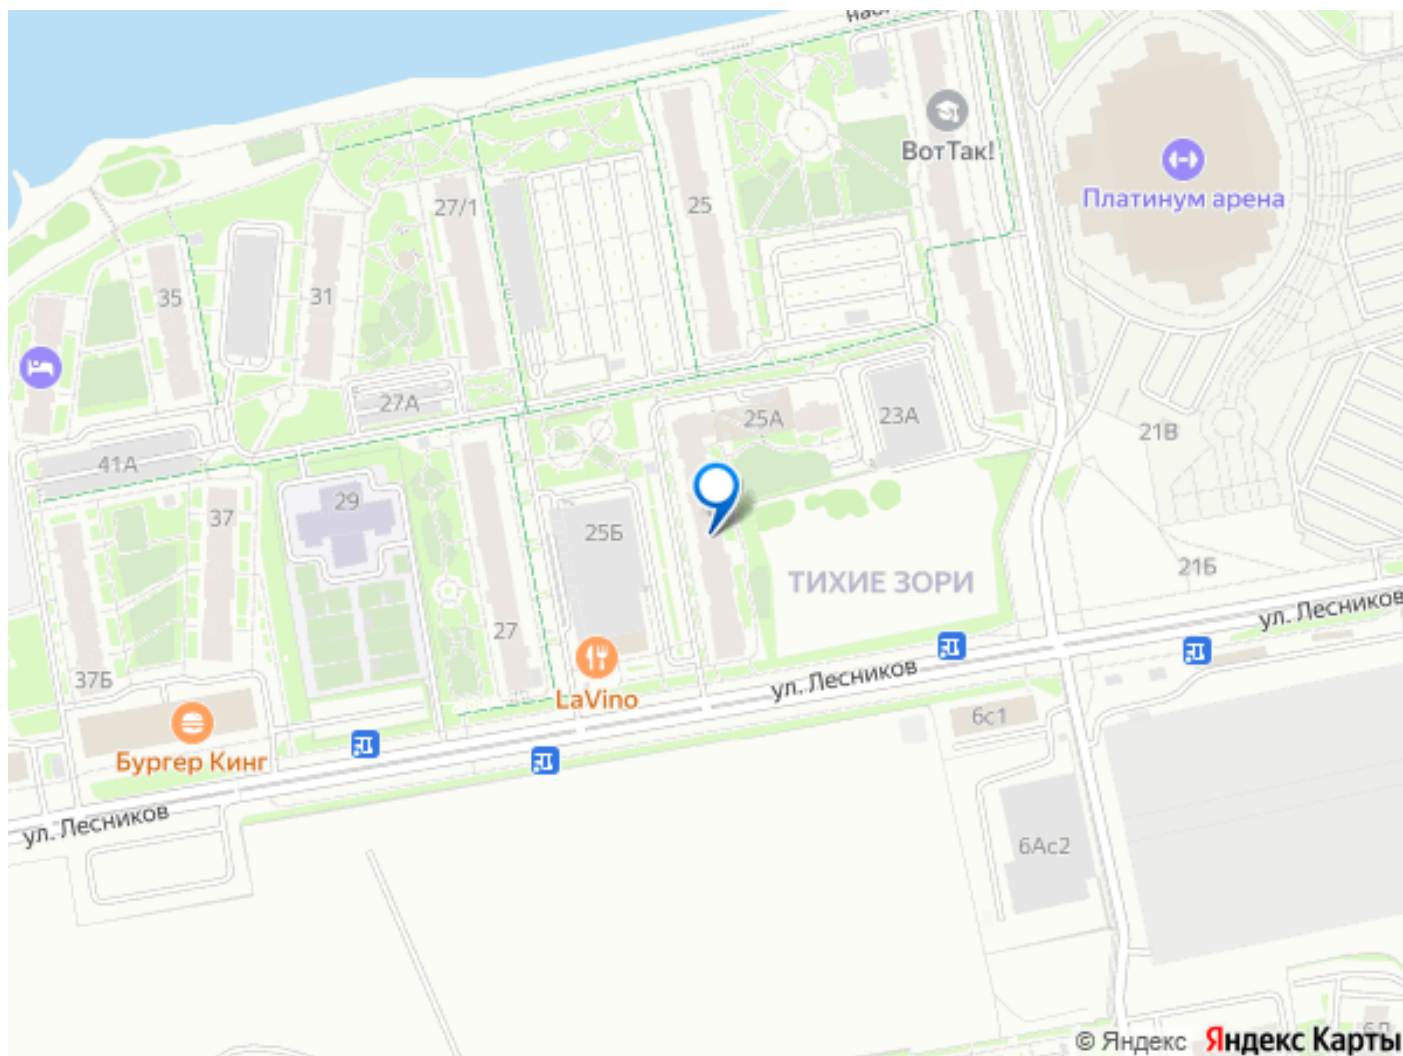 ВотТак!
Платинум арена
27/1
25
35
31
27А
25А
23А
21В
41А
29
37
25Б
ТИХИЕ ЗОРИ
21Б
ул. Лесников
27
37Б
LaVino
ул. Лесников
6с1
Бургер Кинг
ул. Лесников
6Ас2
© Яндекс Яндекс Карты